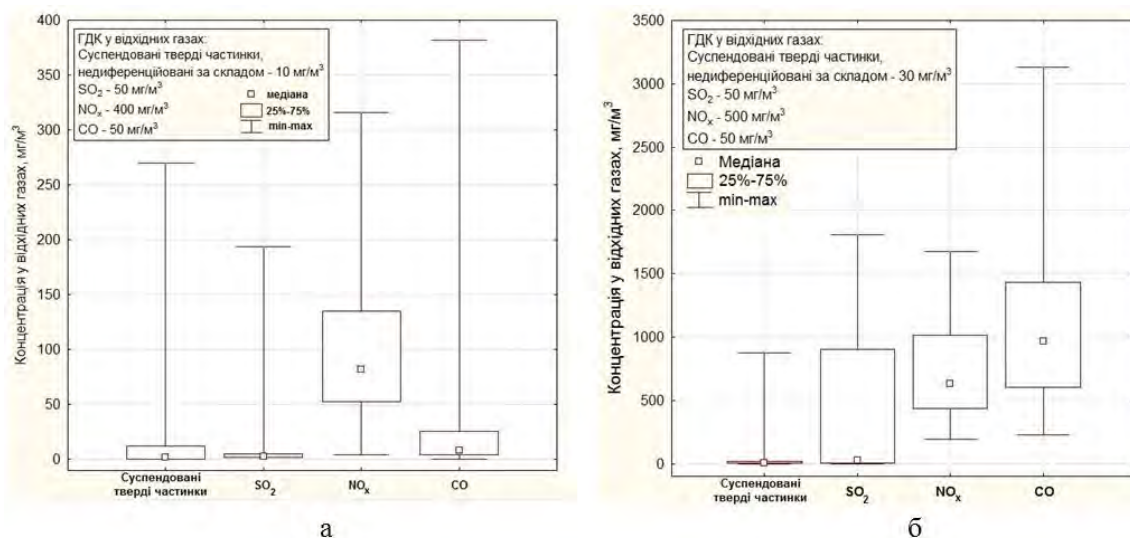 ГДК у відхідних газах:
Суспендовані тверді частинки,
недиференційовані за складом - 10 мг/м³
SO₂ - 50 мг/м³
NOₓ - 400 мг/м³
CO - 50 мг/м³
медіана
25%-75%
min-max
Концентрація у відхідних газах, мг/м³
400
350
300
250
200
150
100
50
0
Суспендовані
тверді частинки
SO₂
NOₓ
CO
а
ГДК у відхідних газах:
Суспендовані тверді частинки,
недиференційовані за складом - 30 мг/м³
SO₂ - 50 мг/м³
NOₓ - 500 мг/м³
CO - 50 мг/м³
Медіана
25%-75%
min-max
Концентрація у відхідних газах, мг/м³
3500
3000
2500
2000
1500
1000
500
0
Суспендовані
тверді частинки
SO₂
NOₓ
CO
б